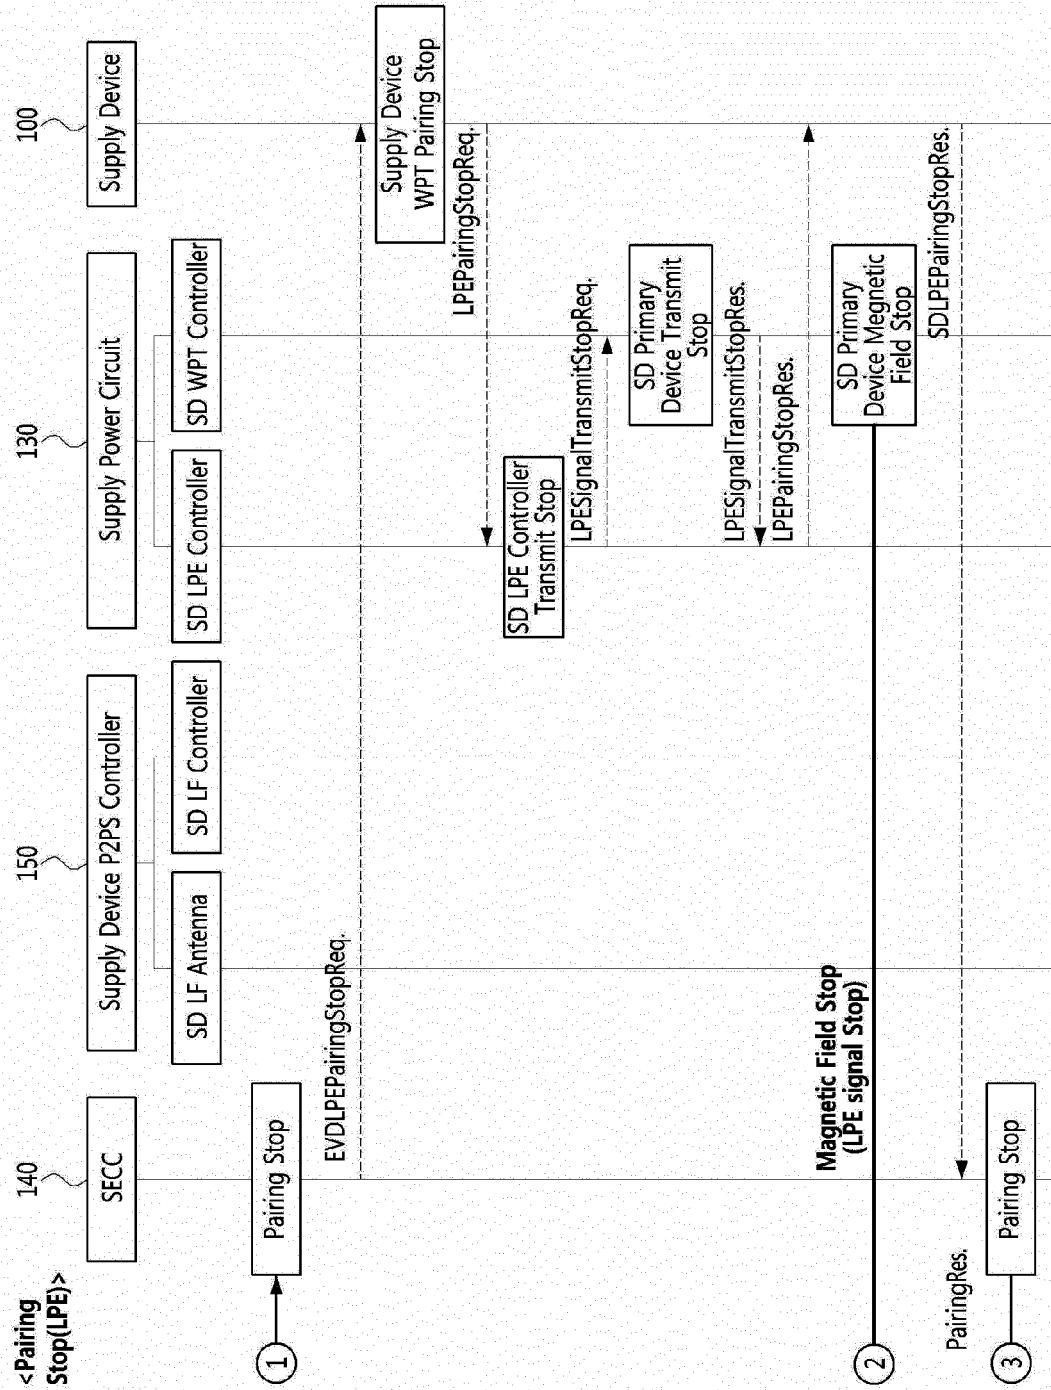 <Pairing
Stop(LPE)>
140
150
130
100
SECC
Supply Device P2PS Controller
Supply Power Circuit
Supply Device
SD LF Antenna
SD LF Controller
SD LPE Controller
SD WPT Controller
1
Pairing Stop
EVDLPEPairingStopReq.
Supply Device
WPT Pairing Stop
LPEPairingStopReq.
SD LPE Controller
Transmit Stop
LPESignalTransmitStopReq.
SD Primary
Device Transmit
Stop
LPESignalTransmitStopRes.
LPEPairingStopRes.
Magnetic Field Stop
(LPE signal Stop)
2
SD Primary
Device Megnetic
Field Stop
SDLPEPairingStopRes.
PairingRes.
3
Pairing Stop